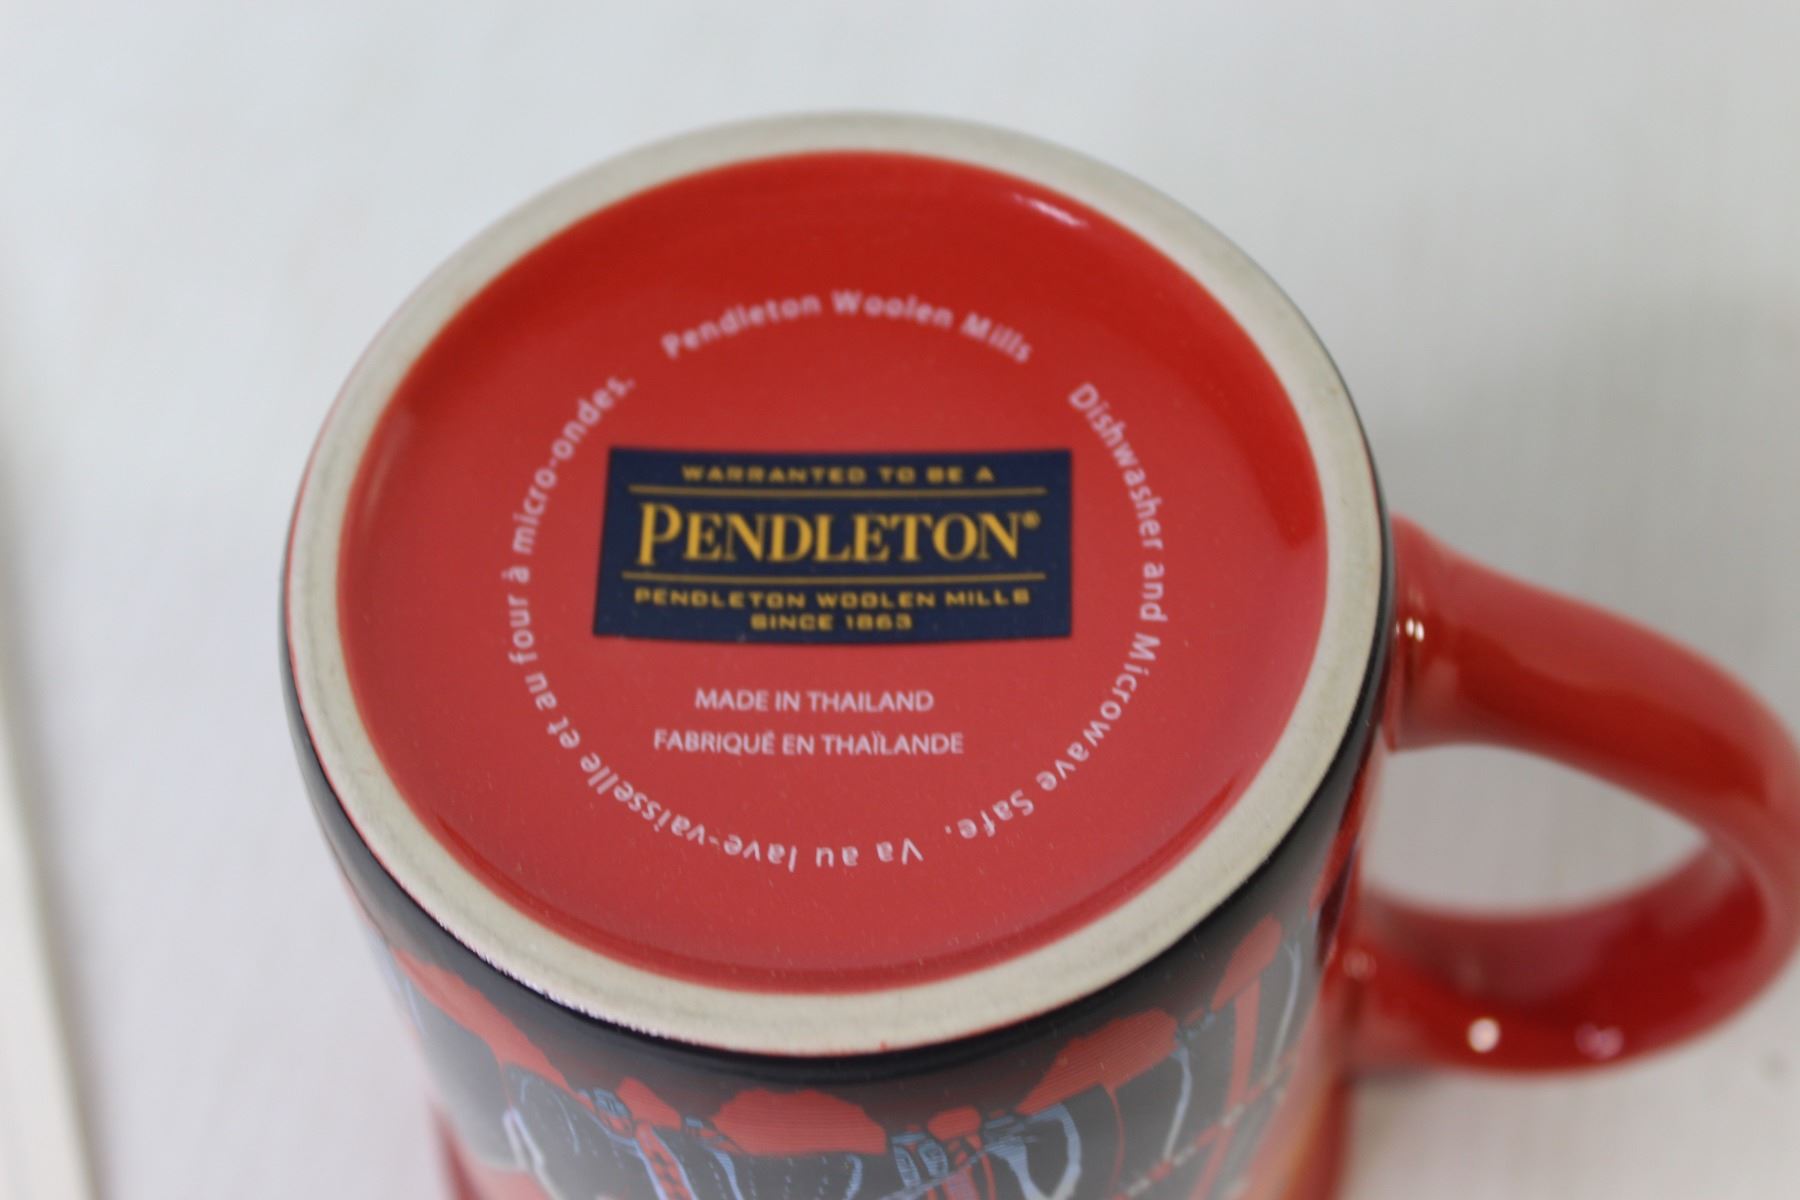 Pendleton Woolen Mills
Dishwasher and Microwave Safe. Va au lave-vaisselle et au four à micro-ondes.
WARRANTED TO BE A
PENDLETON®
PENDLETON WOOLEN MILLS
SINCE 1863
MADE IN THAILAND
FABRIQUÉ EN THAÏLANDE